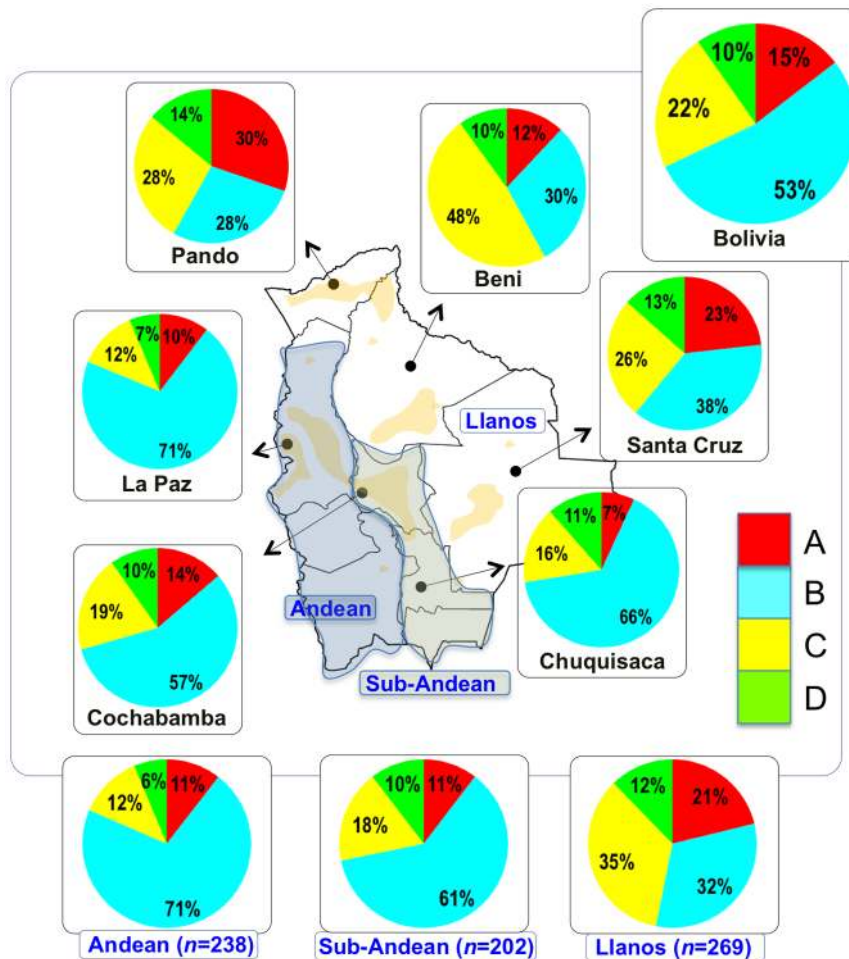 10% 15%
22%
53%
Bolivia
14% 30%
28%
28%
Pando
10% 12%
30%
48%
Beni
13% 23%
26%
38%
Santa Cruz
7% 10%
12%
71%
La Paz
Llanos
11% 7%
16%
66%
Chuquisaca
10% 14%
19%
57%
Cochabamba
Andean
Sub-Andean
A
B
C
D
6% 11%
12%
71%
Andean (n=238)
10% 11%
18%
61%
Sub-Andean (n=202)
12% 21%
35%
32%
Llanos (n=269)